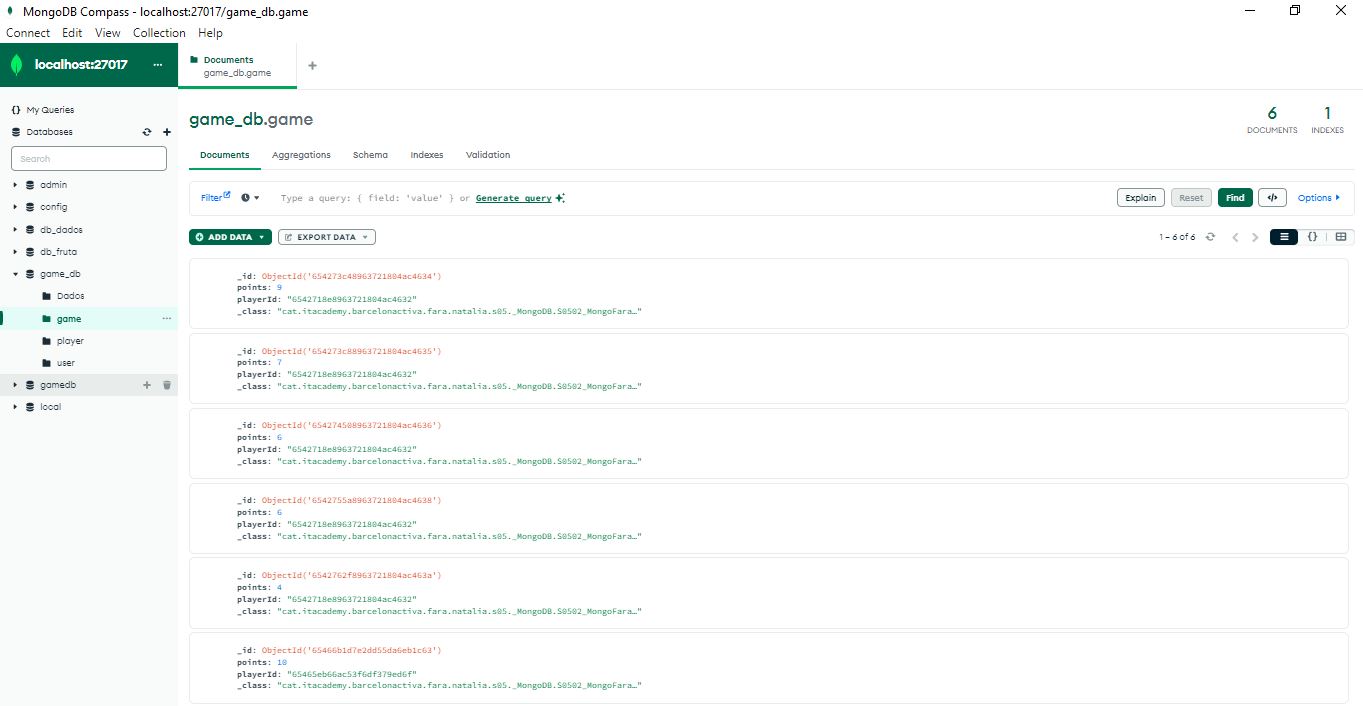 MongoDB Compass - localhost:27017/game_db.game
Connect Edit View Collection Help
localhost:27017 ...
Documents
game_db.game
+
{} My Queries
Databases
Search
admin
config
db_dados
db_fruta
game_db
Dados
game ...
player
user
gamedb
local
game_db.game
6
DOCUMENTS
1
INDEXES
Documents Aggregations Schema Indexes Validation
Filter Type a query: { field: 'value' } or Generate query Explain Reset Find </> Options
ADD DATA EXPORT DATA 1 – 6 of 6 {}
_id: ObjectId('654273c48963721804ac4634')
points: 9
playerId: "6542718e8963721804ac4632"
_class: "cat.itacademy.barcelonactiva.fara.natalia.s05._MongoDB.S0502_MongoFara…"
_id: ObjectId('654273c88963721804ac4635')
points: 7
playerId: "6542718e8963721804ac4632"
_class: "cat.itacademy.barcelonactiva.fara.natalia.s05._MongoDB.S0502_MongoFara…"
_id: ObjectId('654274508963721804ac4636')
points: 6
playerId: "6542718e8963721804ac4632"
_class: "cat.itacademy.barcelonactiva.fara.natalia.s05._MongoDB.S0502_MongoFara…"
_id: ObjectId('6542755a8963721804ac4638')
points: 6
playerId: "6542718e8963721804ac4632"
_class: "cat.itacademy.barcelonactiva.fara.natalia.s05._MongoDB.S0502_MongoFara…"
_id: ObjectId('6542762f8963721804ac463a')
points: 4
playerId: "6542718e8963721804ac4632"
_class: "cat.itacademy.barcelonactiva.fara.natalia.s05._MongoDB.S0502_MongoFara…"
_id: ObjectId('65466b1d7e2dd55da6eb1c63')
points: 10
playerId: "65465eb66ac53f6df379ed6f"
_class: "cat.itacademy.barcelonactiva.fara.natalia.s05._MongoDB.S0502_MongoFara…"